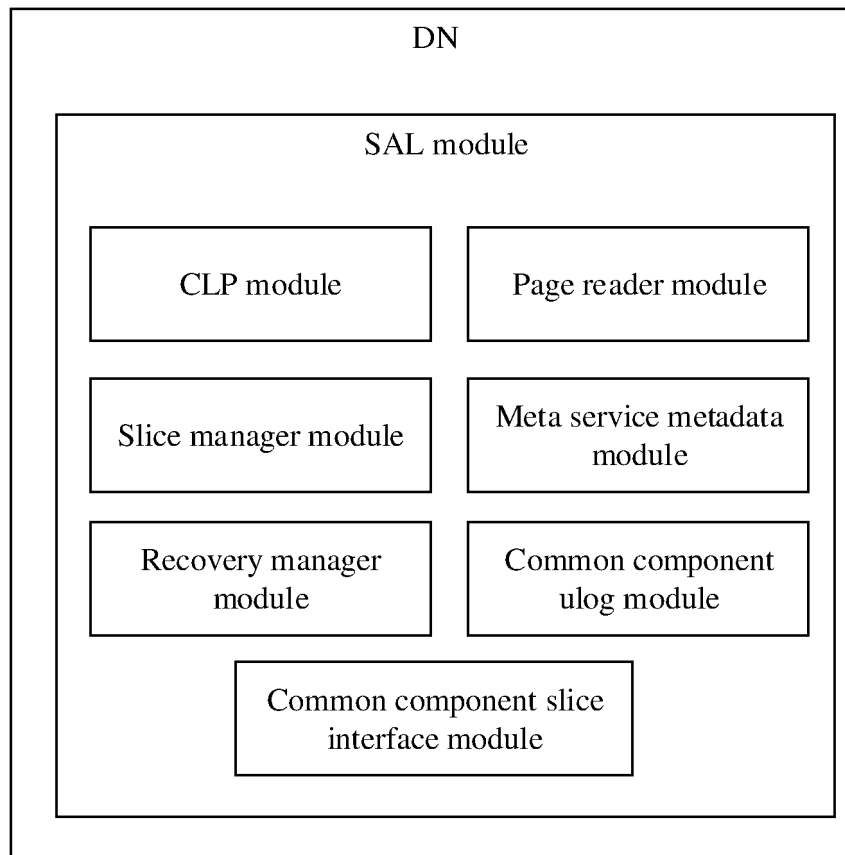 DN
SAL module
CLP module
Page reader module
Slice manager module
Meta service metadata
module
Recovery manager
module
Common component
ulog module
Common component slice
interface module